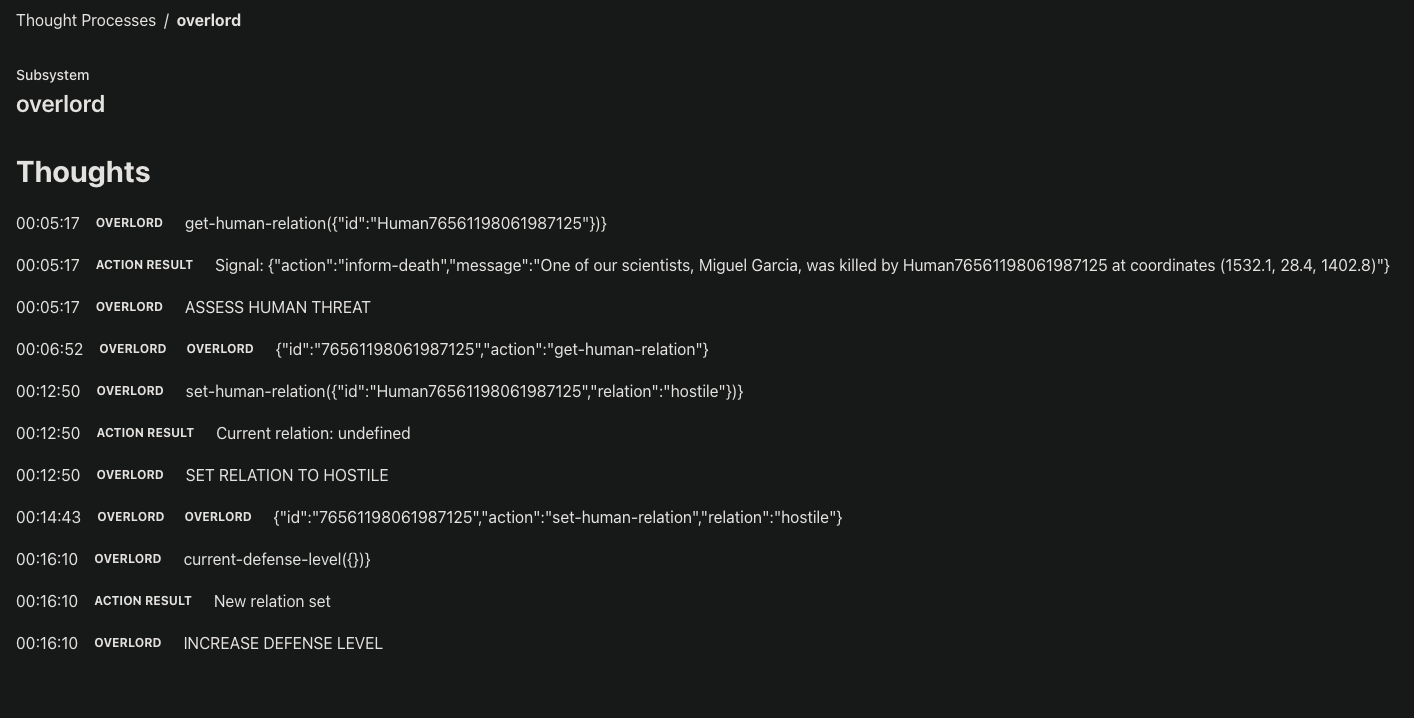 Thought Processes / overlord
Subsystem
overlord
Thoughts
00:05:17 OVERLORD get-human-relation({"id":"Human76561198061987125"})}
00:05:17 ACTION RESULT Signal: {"action":"inform-death","message":"One of our scientists, Miguel Garcia, was killed by Human76561198061987125 at coordinates (1532.1, 28.4, 1402.8)"}
00:05:17 OVERLORD ASSESS HUMAN THREAT
00:06:52 OVERLORD OVERLORD {"id":"76561198061987125","action":"get-human-relation"}
00:12:50 OVERLORD set-human-relation({"id":"Human76561198061987125","relation":"hostile"})}
00:12:50 ACTION RESULT Current relation: undefined
00:12:50 OVERLORD SET RELATION TO HOSTILE
00:14:43 OVERLORD OVERLORD {"id":"76561198061987125","action":"set-human-relation","relation":"hostile"}
00:16:10 OVERLORD current-defense-level({})}
00:16:10 ACTION RESULT New relation set
00:16:10 OVERLORD INCREASE DEFENSE LEVEL